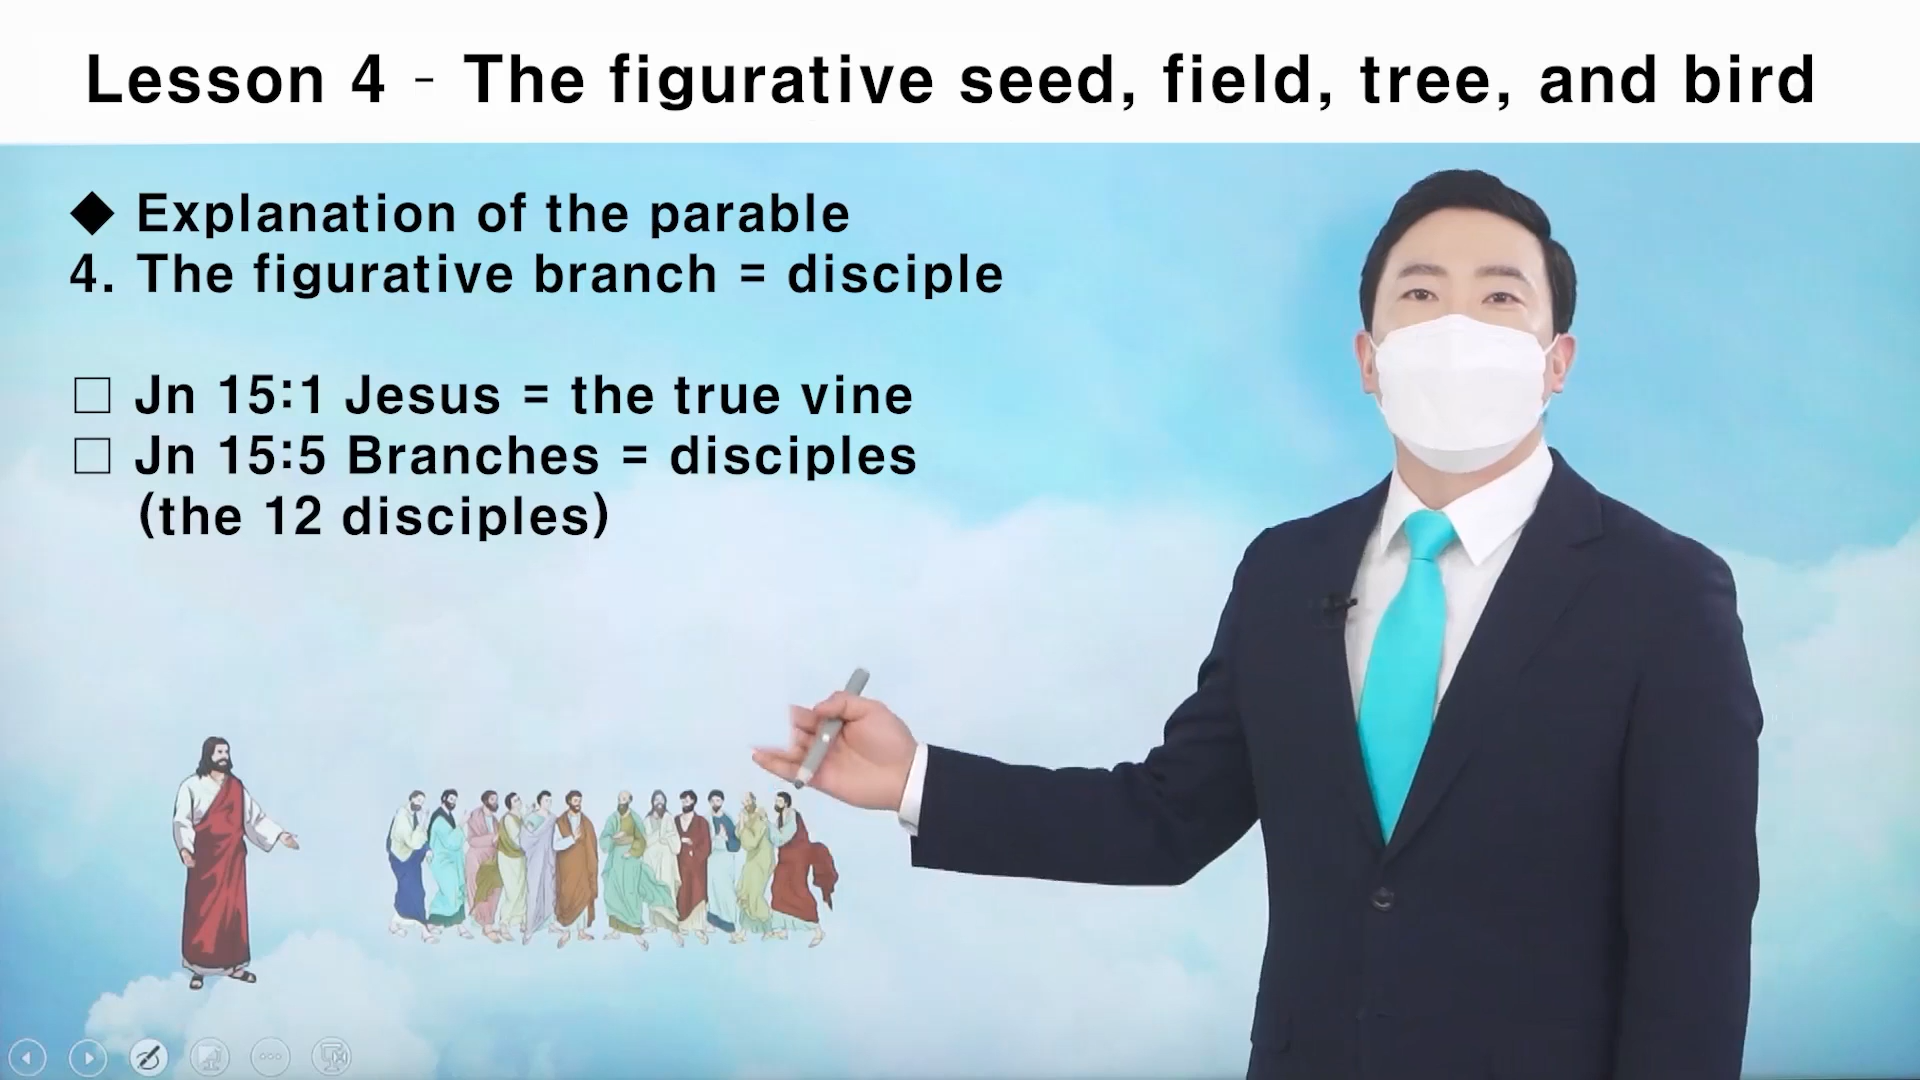 Lesson 4 - The figurative seed, field, tree, and bird
◆ Explanation of the parable
4. The figurative branch = disciple
□ Jn 15:1 Jesus = the true vine
□ Jn 15:5 Branches = disciples
(the 12 disciples)